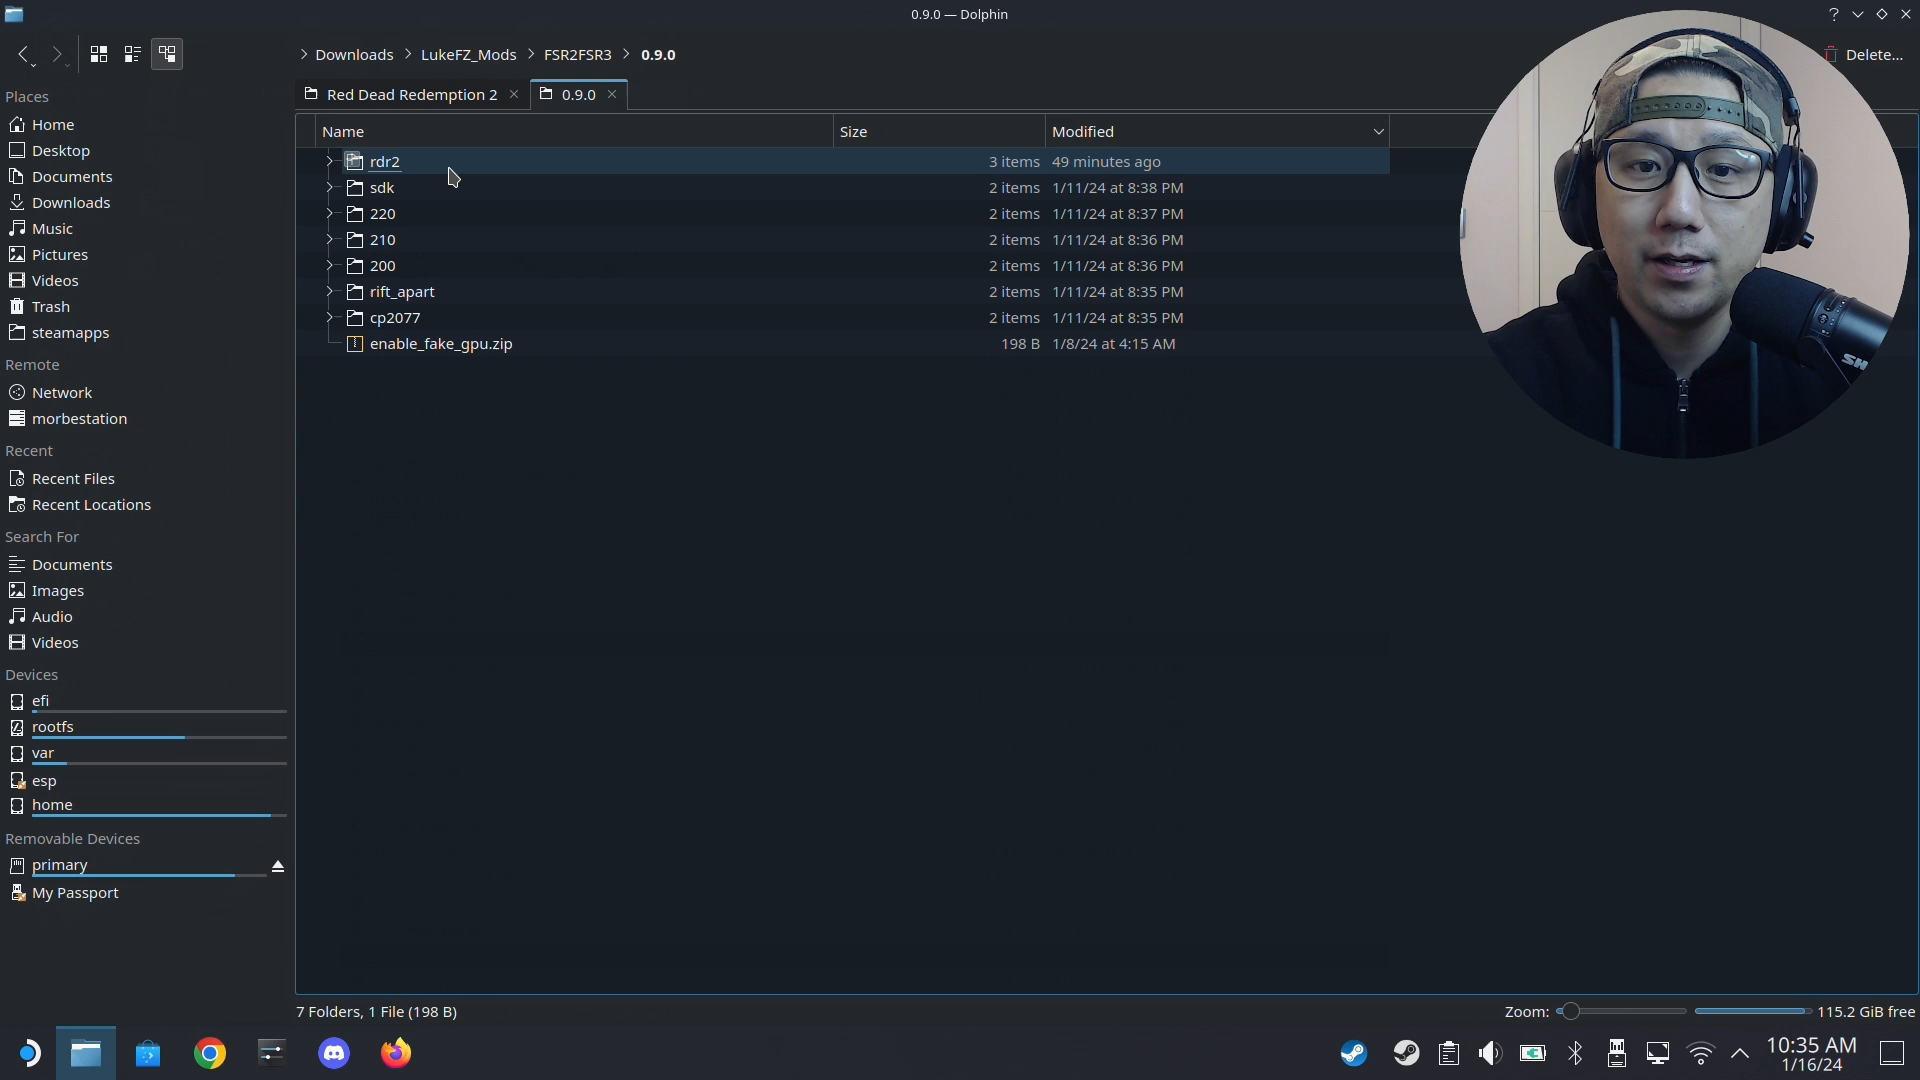 0.9.0 — Dolphin
Downloads
LukeFZ_Mods
FSR2FSR3
0.9.0
Delete...
Red Dead Redemption 2
0.9.0
Name Size Modified
rdr2 3 items 49 minutes ago
sdk 2 items 1/11/24 at 8:38 PM
220 2 items 1/11/24 at 8:37 PM
210 2 items 1/11/24 at 8:36 PM
200 2 items 1/11/24 at 8:36 PM
rift_apart 2 items 1/11/24 at 8:35 PM
cp2077 2 items 1/11/24 at 8:35 PM
enable_fake_gpu.zip 198 B 1/8/24 at 4:15 AM
Places
Home
Desktop
Documents
Downloads
Music
Pictures
Videos
Trash
steamapps
Remote
Network
morbestation
Recent
Recent Files
Recent Locations
Search For
Documents
Images
Audio
Videos
Devices
efi
rootfs
var
esp
home
Removable Devices
primary
My Passport
7 Folders, 1 File (198 B)
Zoom:
115.2 GiB free
10:35 AM
1/16/24